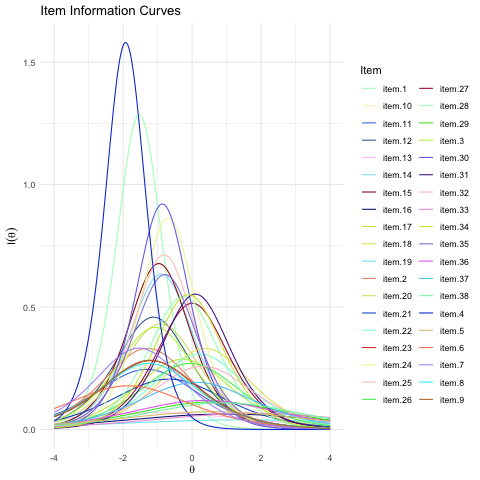 Item Information Curves
I(θ)
1.5
1.0
0.5
0.0
-4
-2
0
2
4
θ
Item
item.1
item.10
item.11
item.12
item.13
item.14
item.15
item.16
item.17
item.18
item.19
item.2
item.20
item.21
item.22
item.23
item.24
item.25
item.26
item.27
item.28
item.29
item.3
item.30
item.31
item.32
item.33
item.34
item.35
item.36
item.37
item.38
item.4
item.5
item.6
item.7
item.8
item.9